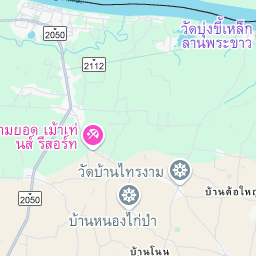 วัดบุ่งขี้เหล็ก
ลานพระขาว
2050
2112
ามยอด เม้าเท่
นส์ รีสอร์ท
วัดบ้านไทรงาม
บ้านด้อใหญ
2050
บ้านหนองไก่ป่า
บ้านโนน